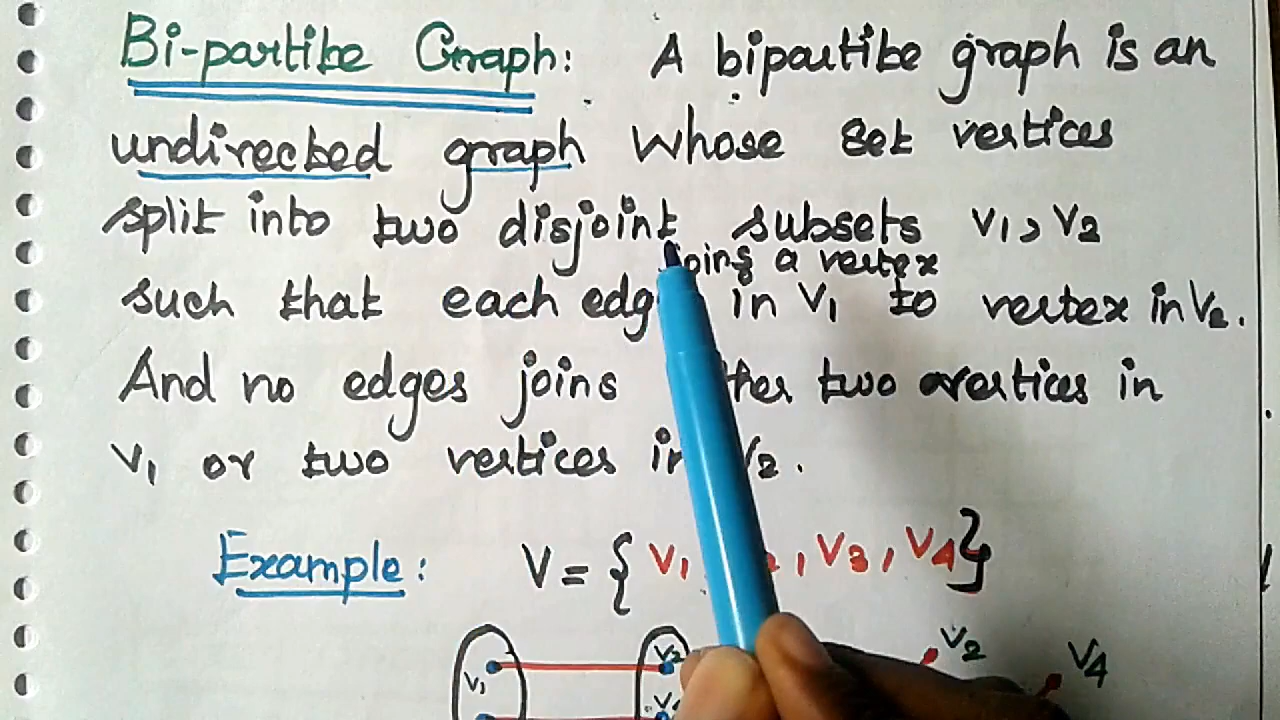 Bi-partite Graph: A bipartite graph is an
undirected graph whose set vertices
split into two disjoint subsets V1, V2
joins a vertex
such that each edge in V1 to vertex in V2.
And no edges joins two vertices in
V1 or two vertices in V2.
Example: V = { V1, V2, V3, V4}
V2
V2 V4
V1